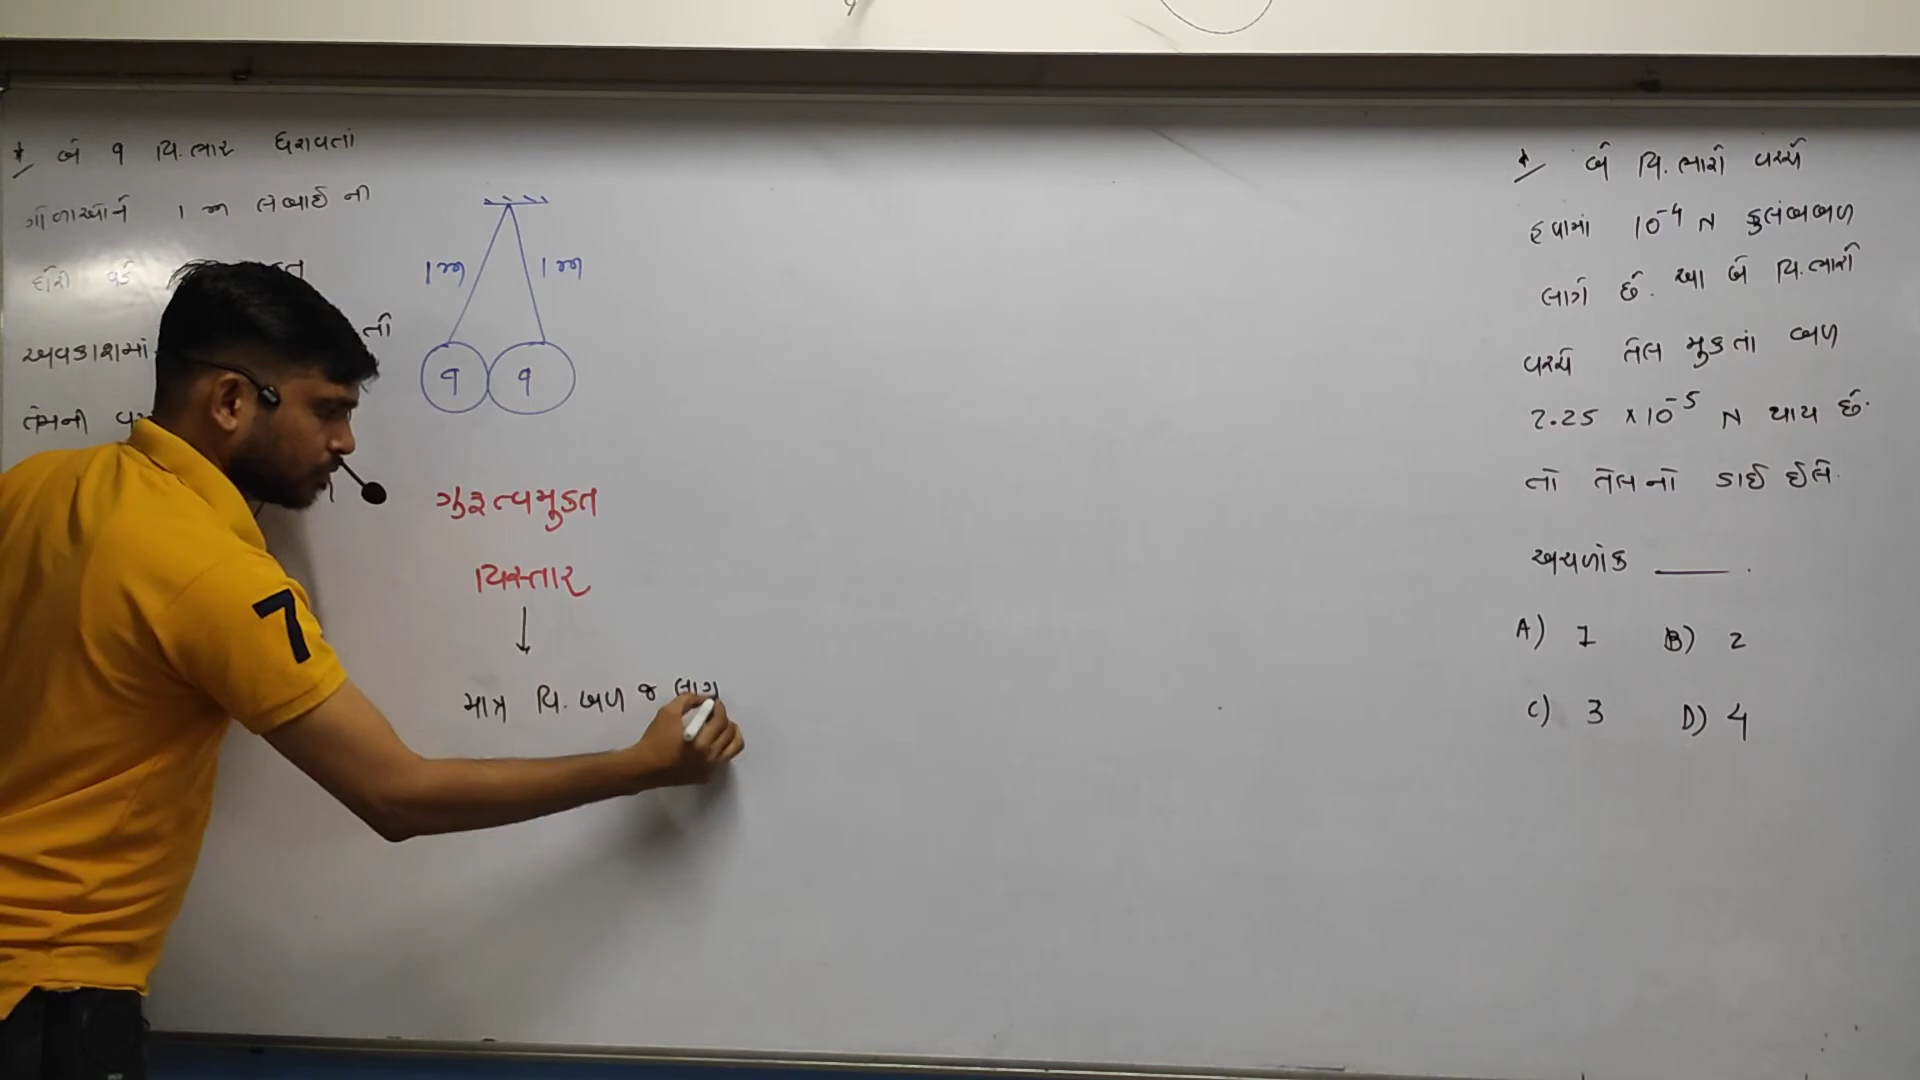 * બે q વિ.ભાર ધરાવતાં
ગોળાઓને 1 m લંબાઈ ની
દોરી વડે
અવકાશમાં તો
તેમની
1m 1m
q q
ગુરુત્વમુક્ત
વિસ્તાર
↓
માત્ર વિ. બળ જ લાગ
7
* બે વિ. ભારો વચ્ચે
હવામાં 10⁻⁴ N કુલંબબળ
લાગે છે. આ બે વિ.ભારો
વચ્ચે તેલ મુકતાં બળ
2.25 × 10⁻⁵ N થાય છે.
તો તેલનો ડાઈ ઈલે.
અચળાંક ____ .
A) 1 B) 2
C) 3 D) 4